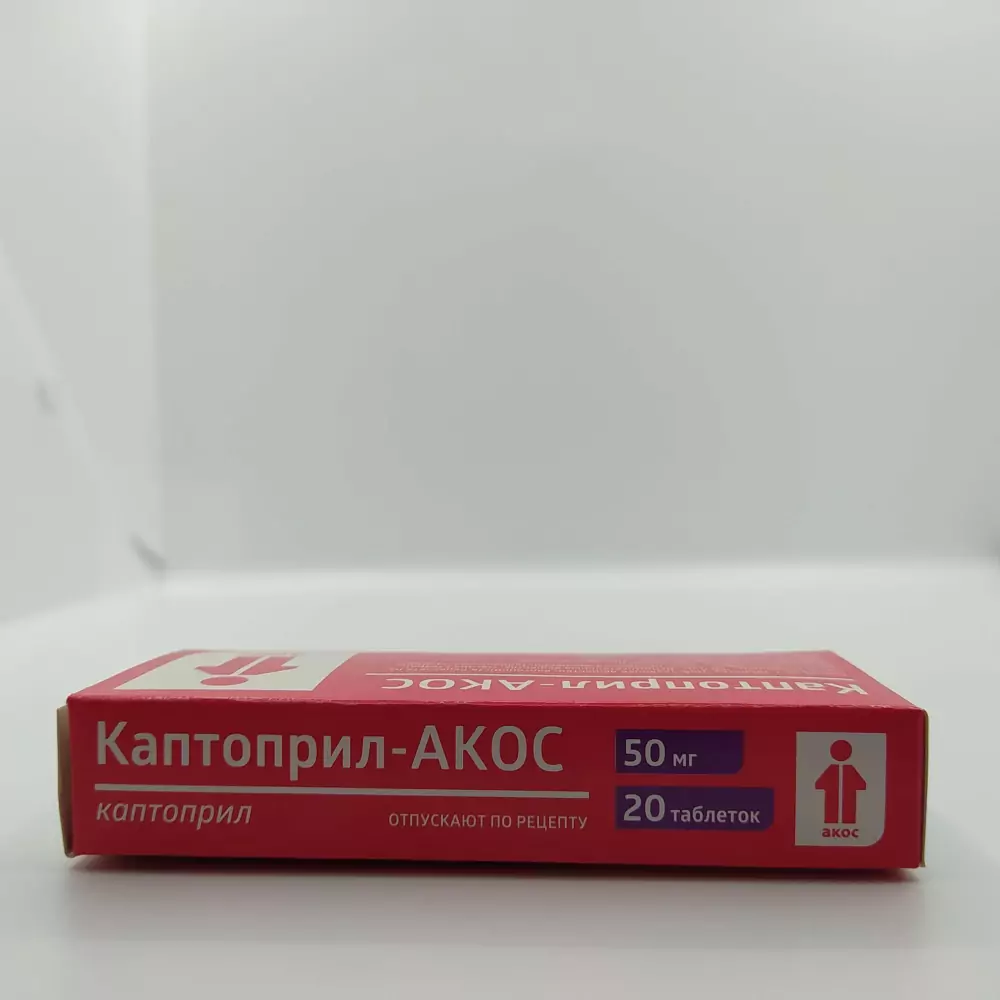 Каптоприл-АКОС
Каптоприл-АКОС
каптоприл
ОТПУСКАЮТ ПО РЕЦЕПТУ
50 мг
20 таблеток
акос